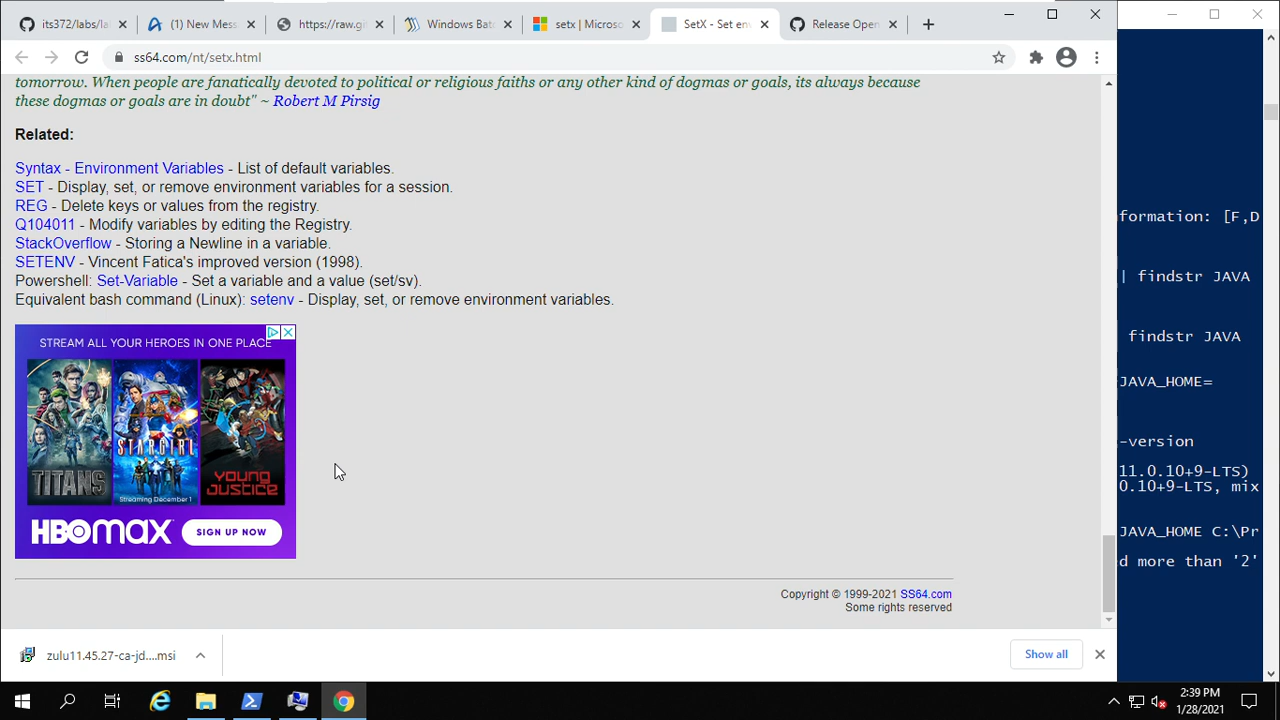 its372/labs/la
(1) New Mess
https://raw.gi
Windows Batc
setx | Microso
SetX - Set env
Release Open
ss64.com/nt/setx.html
tomorrow. When people are fanatically devoted to political or religious faiths or any other kind of dogmas or goals, its always because
these dogmas or goals are in doubt" ~ Robert M Pirsig
Related:
Syntax - Environment Variables - List of default variables.
SET - Display, set, or remove environment variables for a session.
REG - Delete keys or values from the registry.
Q104011 - Modify variables by editing the Registry.
StackOverflow - Storing a Newline in a variable.
SETENV - Vincent Fatica's improved version (1998).
Powershell: Set-Variable - Set a variable and a value (set/sv).
Equivalent bash command (Linux): setenv - Display, set, or remove environment variables.
STREAM ALL YOUR HEROES IN ONE PLACE
TITANS
STARGIRL
Streaming December 1
YOUNG
JUSTICE
HBOMAX
SIGN UP NOW
Copyright © 1999-2021 SS64.com
Some rights reserved
formation: [F,D
| findstr JAVA
findstr JAVA
JAVA_HOME=
-version
11.0.10+9-LTS)
0.10+9-LTS, mix
JAVA_HOME C:\Pr
d more than '2'
zulu11.45.27-ca-jd....msi
Show all
2:39 PM
1/28/2021